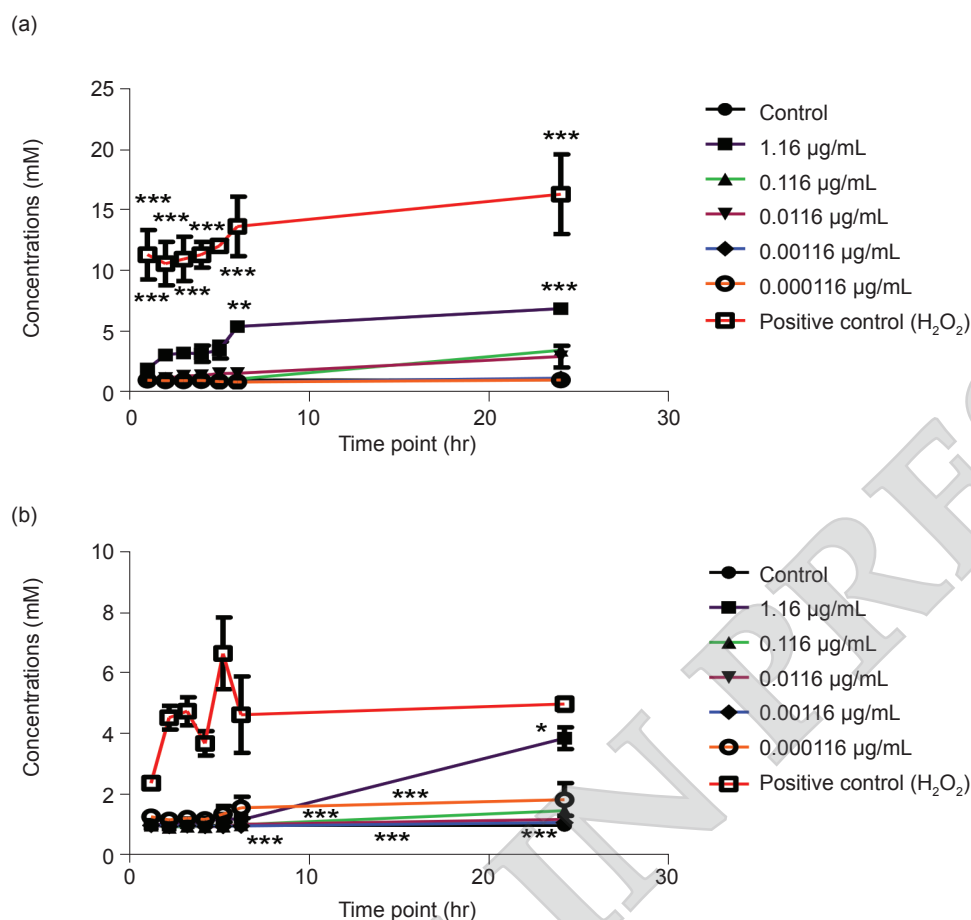 (a)
25
20
15
10
5
0
Concentrations (mM)
***
***
***
***
***
***
***
**
***
0
10
20
30
Time point (hr)
Control
1.16 µg/mL
0.116 µg/mL
0.0116 µg/mL
0.00116 µg/mL
0.000116 µg/mL
Positive control (H₂O₂)
(b)
10
8
6
4
2
0
Concentrations (mM)
*
***
***
***
***
***
0
10
20
30
Time point (hr)
Control
1.16 µg/mL
0.116 µg/mL
0.0116 µg/mL
0.00116 µg/mL
0.000116 µg/mL
Positive control (H₂O₂)
IN PRE